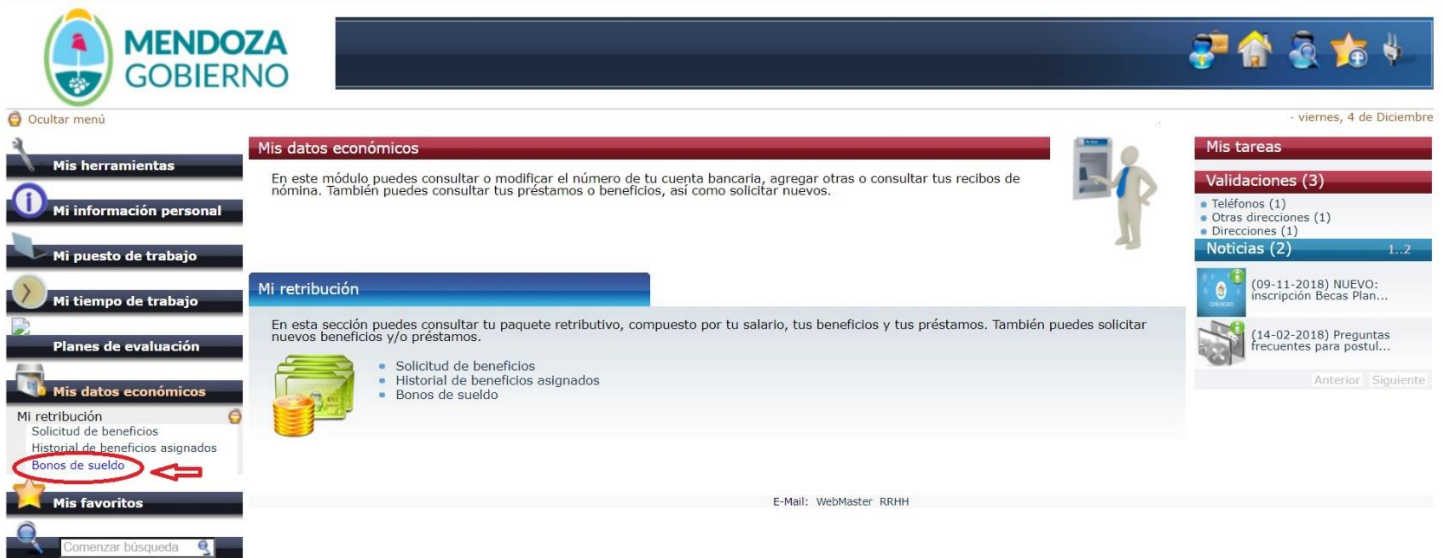 MENDOZA
GOBIERNO
Ocultar menú
- viernes, 4 de Diciembre
Mis herramientas
Mi información personal
Mi puesto de trabajo
Mi tiempo de trabajo
Planes de evaluación
Mis datos económicos
Mi retribución
Solicitud de beneficios
Historial de beneficios asignados
Bonos de sueldo
Mis favoritos
Comenzar búsqueda
Mis datos económicos
En este módulo puedes consultar o modificar el número de tu cuenta bancaria, agregar otras o consultar tus recibos de
nómina. También puedes consultar tus préstamos o beneficios, así como solicitar nuevos.
Mi retribución
En esta sección puedes consultar tu paquete retributivo, compuesto por tu salario, tus beneficios y tus préstamos. También puedes solicitar
nuevos beneficios y/o préstamos.
Solicitud de beneficios
Historial de beneficios asignados
Bonos de sueldo
E-Mail: WebMaster RRHH
Mis tareas
Validaciones (3)
Teléfonos (1)
Otras direcciones (1)
Direcciones (1)
Noticias (2) 1..2
(09-11-2018) NUEVO:
inscripción Becas Plan...
(14-02-2018) Preguntas
frecuentes para postul...
Anterior Siguiente